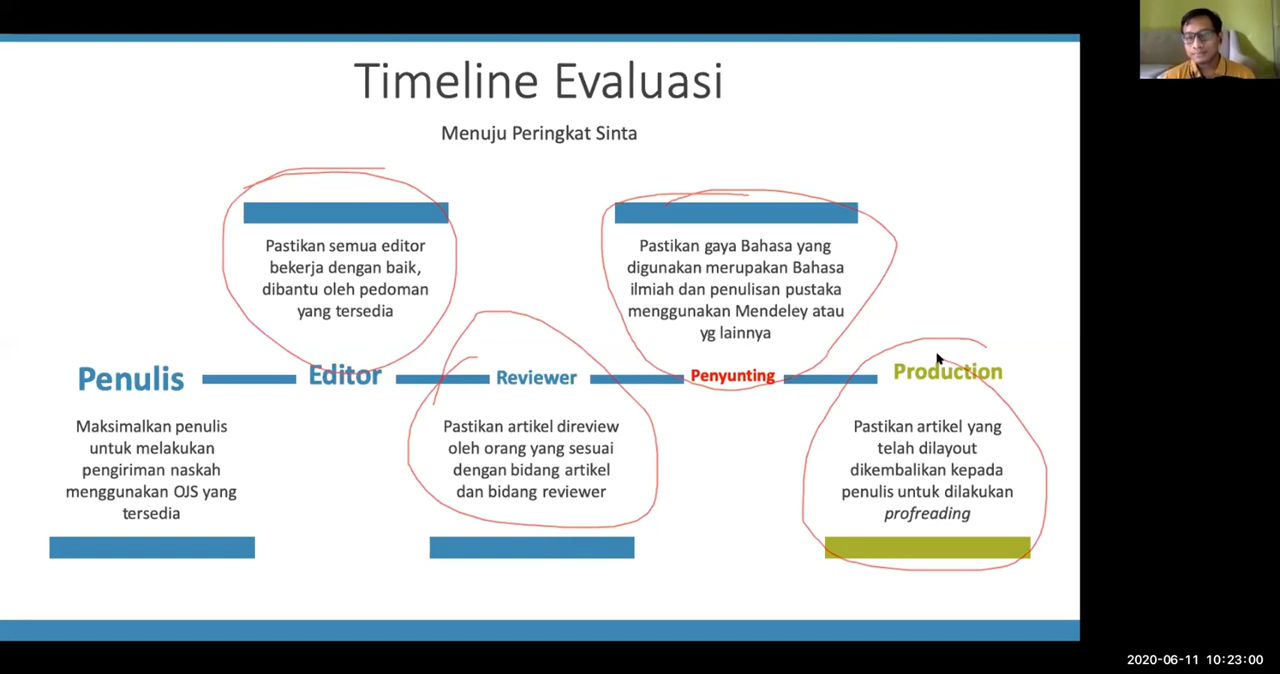 Timeline Evaluasi
Menuju Peringkat Sinta
Pastikan semua editor
bekerja dengan baik,
dibantu oleh pedoman
yang tersedia
Pastikan gaya Bahasa yang
digunakan merupakan Bahasa
ilmiah dan penulisan pustaka
menggunakan Mendeley atau
yg lainnya
Penulis
Editor
Reviewer
Penyunting
Production
Maksimalkan penulis
untuk melakukan
pengiriman naskah
menggunakan OJS yang
tersedia
Pastikan artikel direview
oleh orang yang sesuai
dengan bidang artikel
dan bidang reviewer
Pastikan artikel yang
telah dilayout
dikembalikan kepada
penulis untuk dilakukan
profreading
2020-06-11 10:23:00